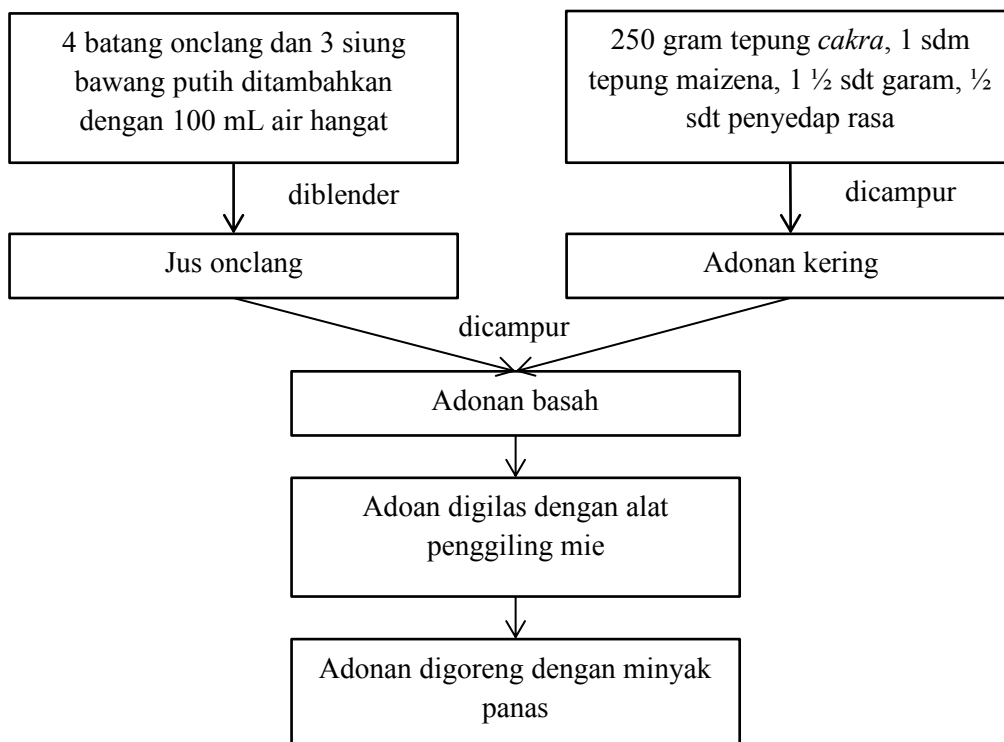 4 batang onclang dan 3 siung
bawang putih ditambahkan
dengan 100 mL air hangat
250 gram tepung cakra, 1 sdm
tepung maizena, 1 ½ sdt garam, ½
sdt penyedap rasa
diblender
dicampur
Jus onclang
Adonan kering
dicampur
Adonan basah
Adoan digilas dengan alat
penggiling mie
Adonan digoreng dengan minyak
panas